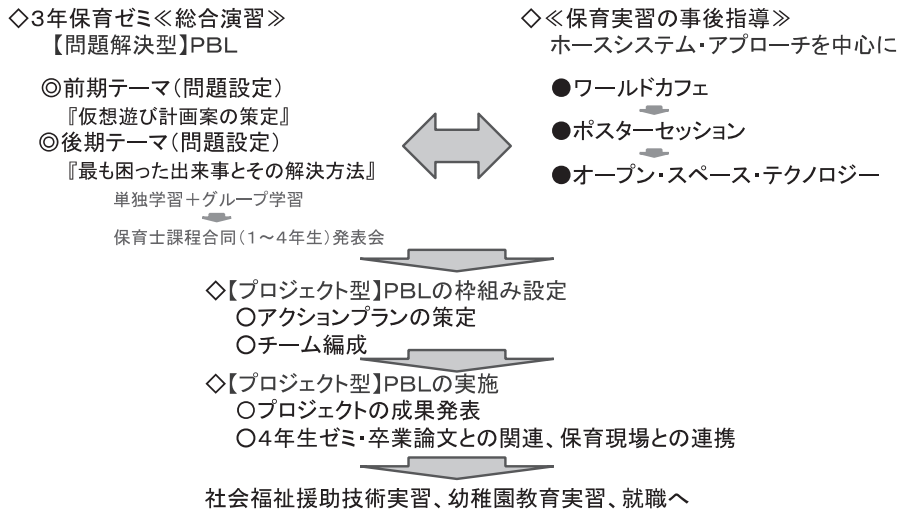 ◇3年保育ゼミ≪総合演習≫
【問題解決型】PBL
◎前期テーマ(問題設定)
『仮想遊び計画案の策定』
◎後期テーマ(問題設定)
『最も困った出来事とその解決方法』
単独学習+グループ学習
保育士課程合同(1~4年生)発表会
◇≪保育実習の事後指導≫
ホースシステム・アプローチを中心に
●ワールドカフェ
●ポスターセッション
●オープン・スペース・テクノロジー
◇【プロジェクト型】PBLの枠組み設定
○アクションプランの策定
○チーム編成
◇【プロジェクト型】PBLの実施
○プロジェクトの成果発表
○4年生ゼミ・卒業論文との関連、保育現場との連携
社会福祉援助技術実習、幼稚園教育実習、就職へ